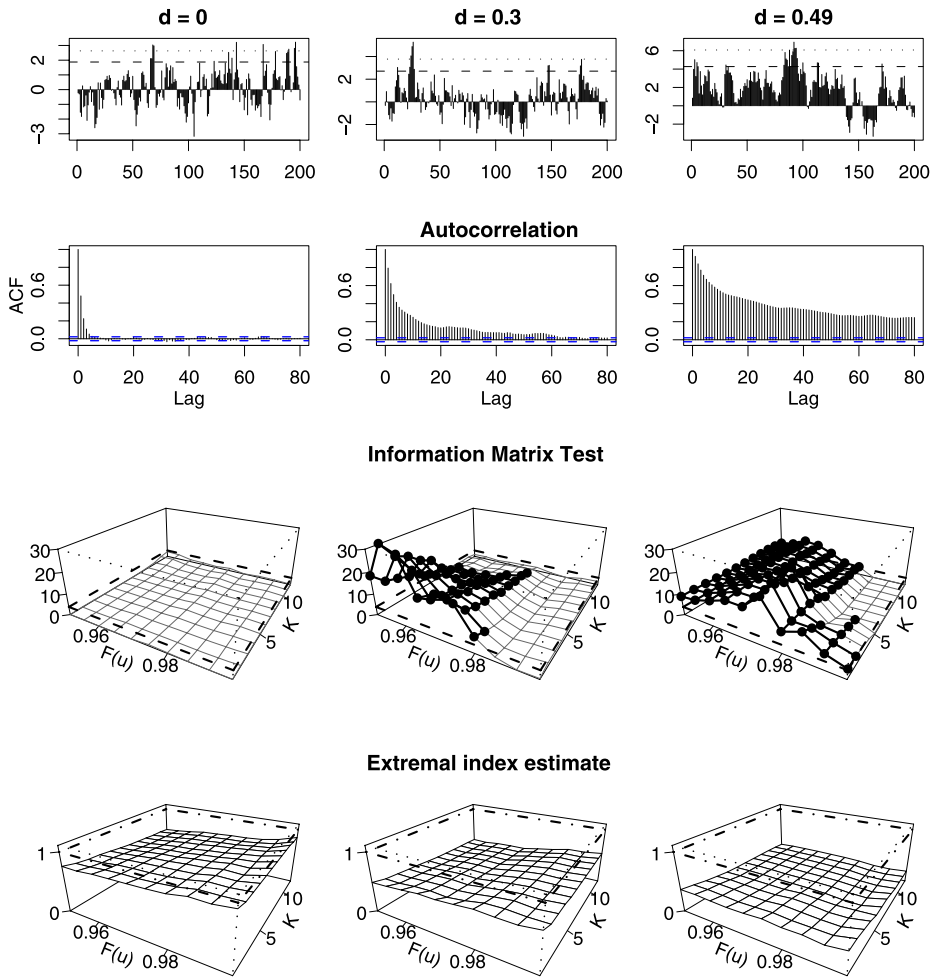 d = 0
d = 0.3
d = 0.49
2
0
−3
0 50 100 150 200
2
−2
0 50 100 150 200
6
2
−2
0 50 100 150 200
Autocorrelation
ACF
0.6
0.0
0 20 40 60 80
Lag
0.6
0.0
0 20 40 60 80
Lag
0.6
0.0
0 20 40 60 80
Lag
Information Matrix Test
30
20
10
0
0.96
F(u)
0.98
5
10
K
30
20
10
0
0.96
F(u)
0.98
5
10
K
30
20
10
0
0.96
F(u)
0.98
5
10
K
Extremal index estimate
1
0
0.96
F(u)
0.98
5
10
K
1
0
0.96
F(u)
0.98
5
10
K
1
0
0.96
F(u)
0.98
5
10
K